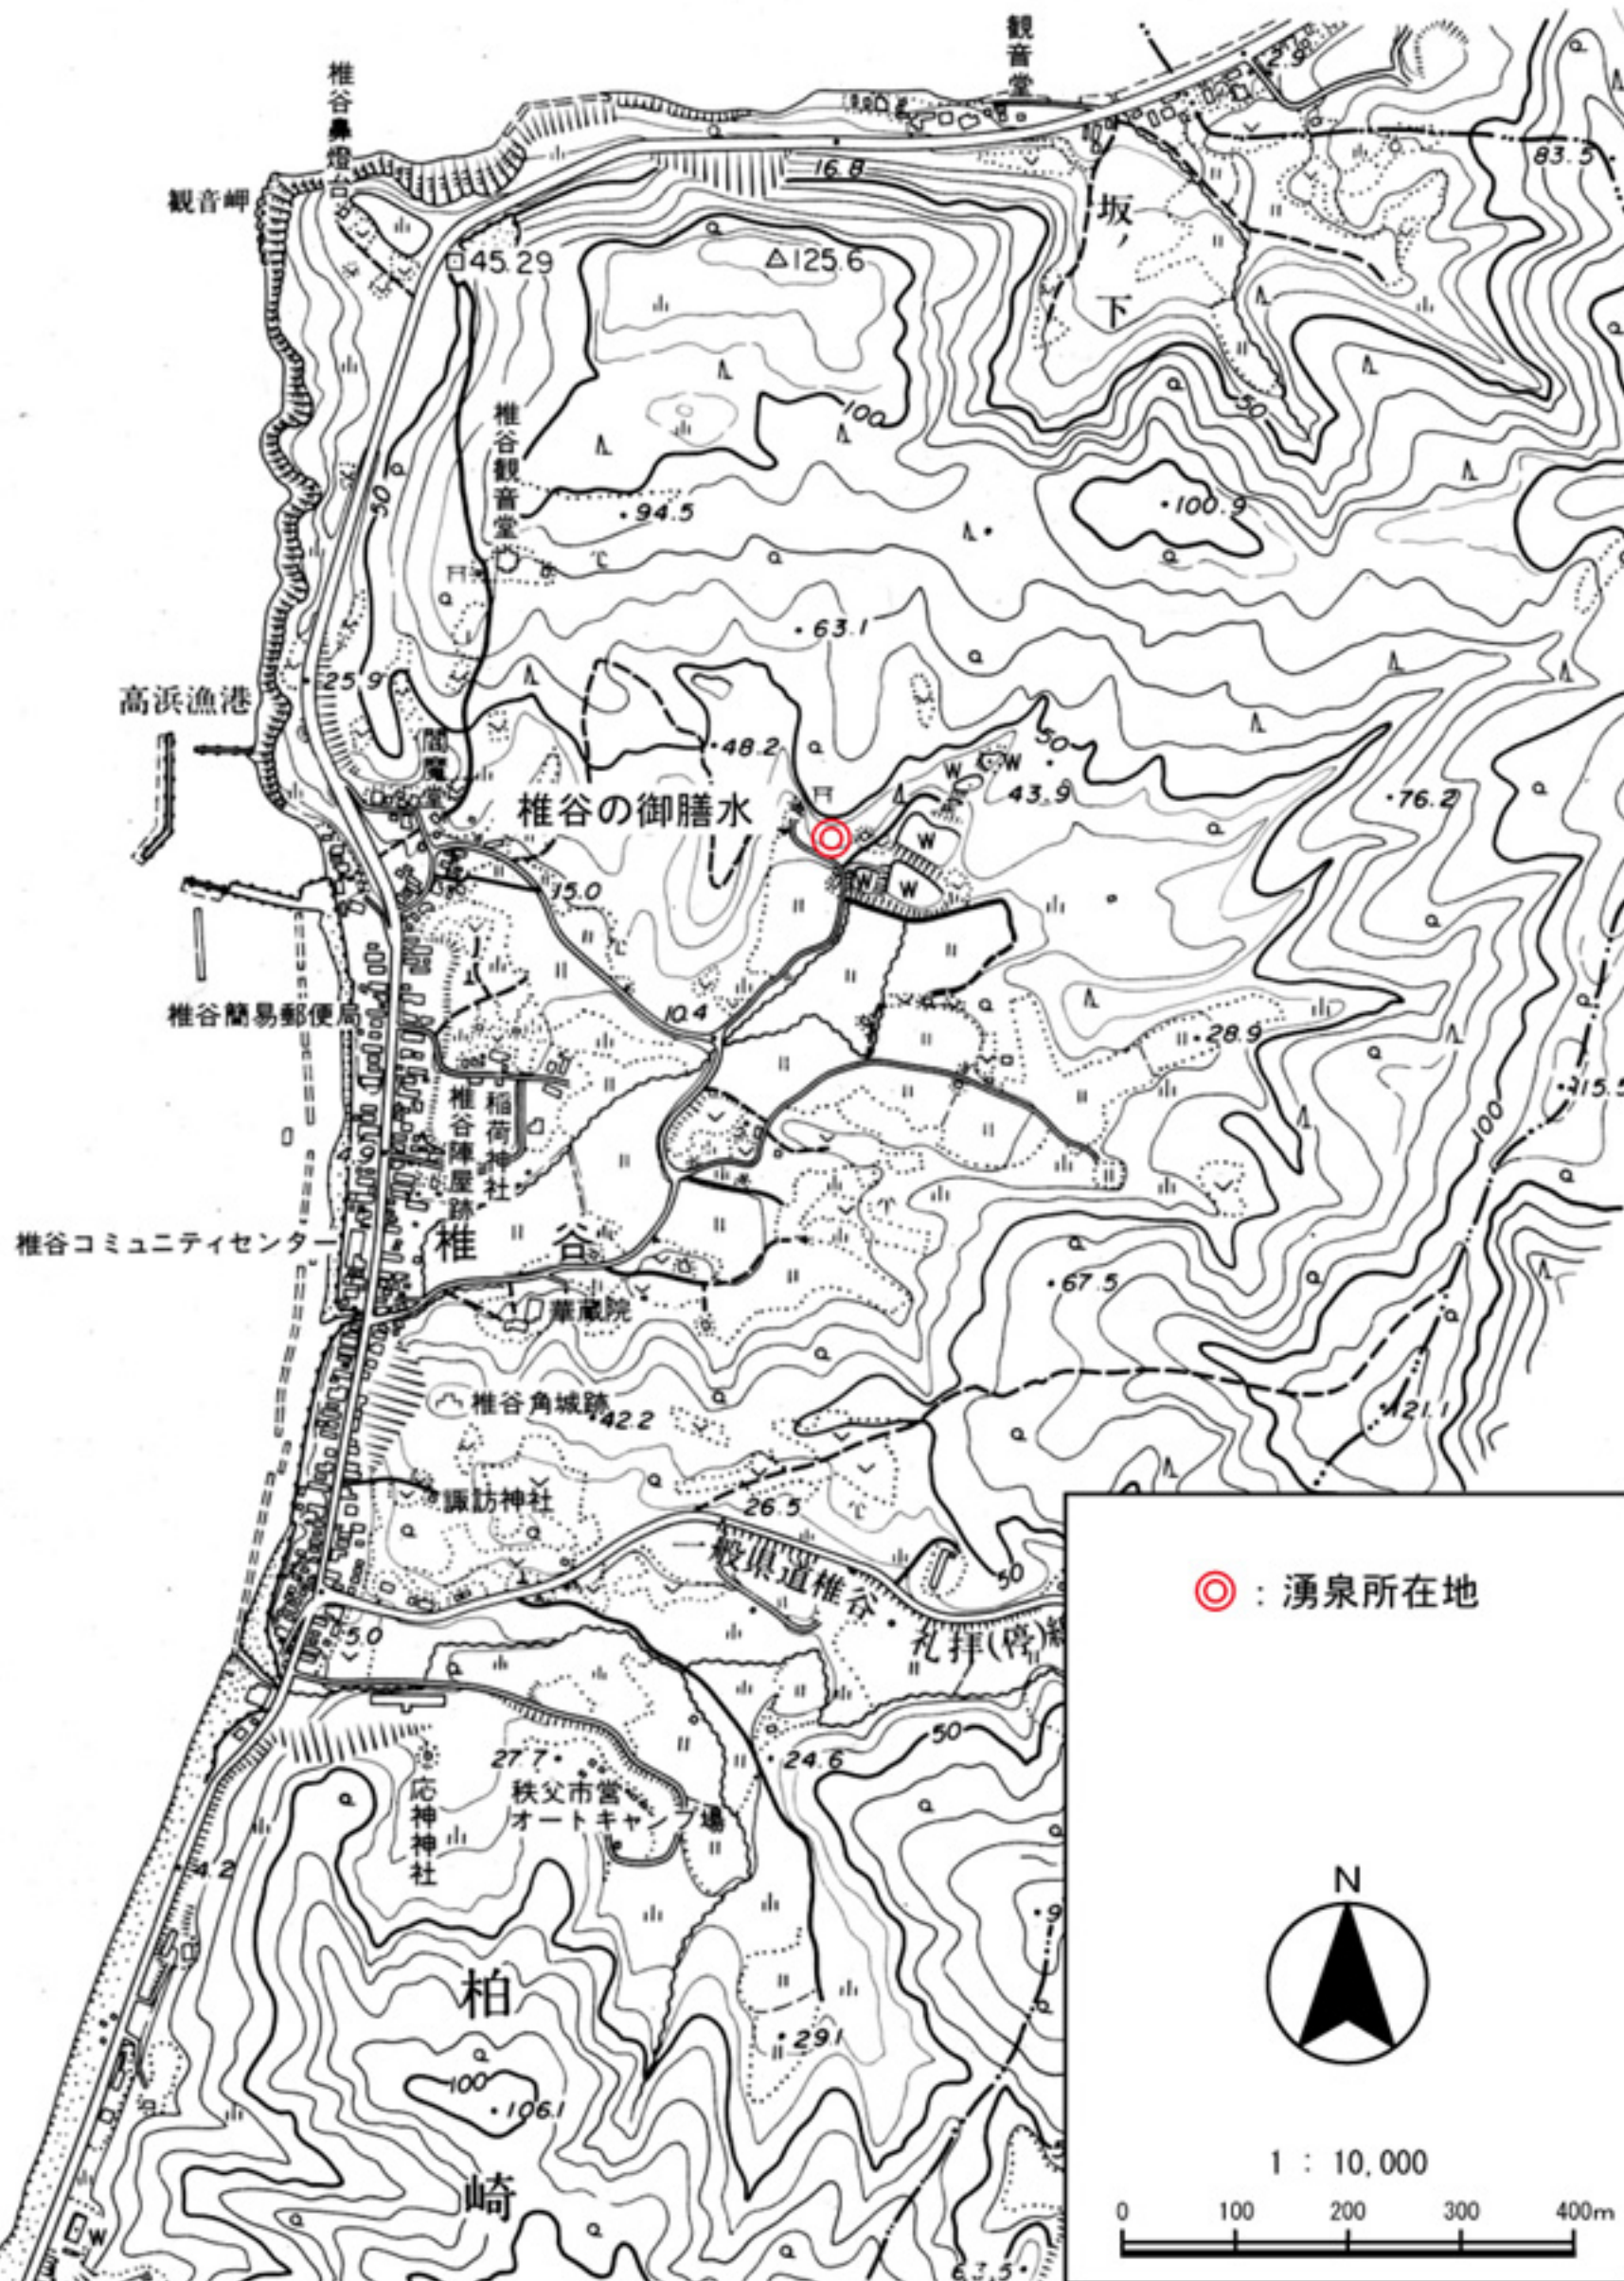 観音堂
椎谷鼻燈台
2.9
観音岬
16.8
83.5
坂ノ下
45.29
125.6
100
50
椎谷観音堂
50
94.5
100.9
63.1
25.9
高浜漁港
閻魔堂
48.2
50
W
W
43.9
76.2
椎谷の御膳水
W
W
W
15.0
10.4
椎谷簡易郵便局
28.9
115.5
100
椎谷陣屋跡
稲荷神社
4.9
椎谷コミュニティセンター
椎谷
67.5
華蔵院
椎谷角城跡
42.2
121.1
諏訪神社
26.5
一般県道椎谷
礼拝(停)線
50
◎：湧泉所在地
5.0
50
27.7
24.6
秩父市営
オートキャンプ場
応神神社
4.2
9
柏崎
29.1
100
106.1
N
1 : 10,000
0 100 200 300 400m
W
63.5